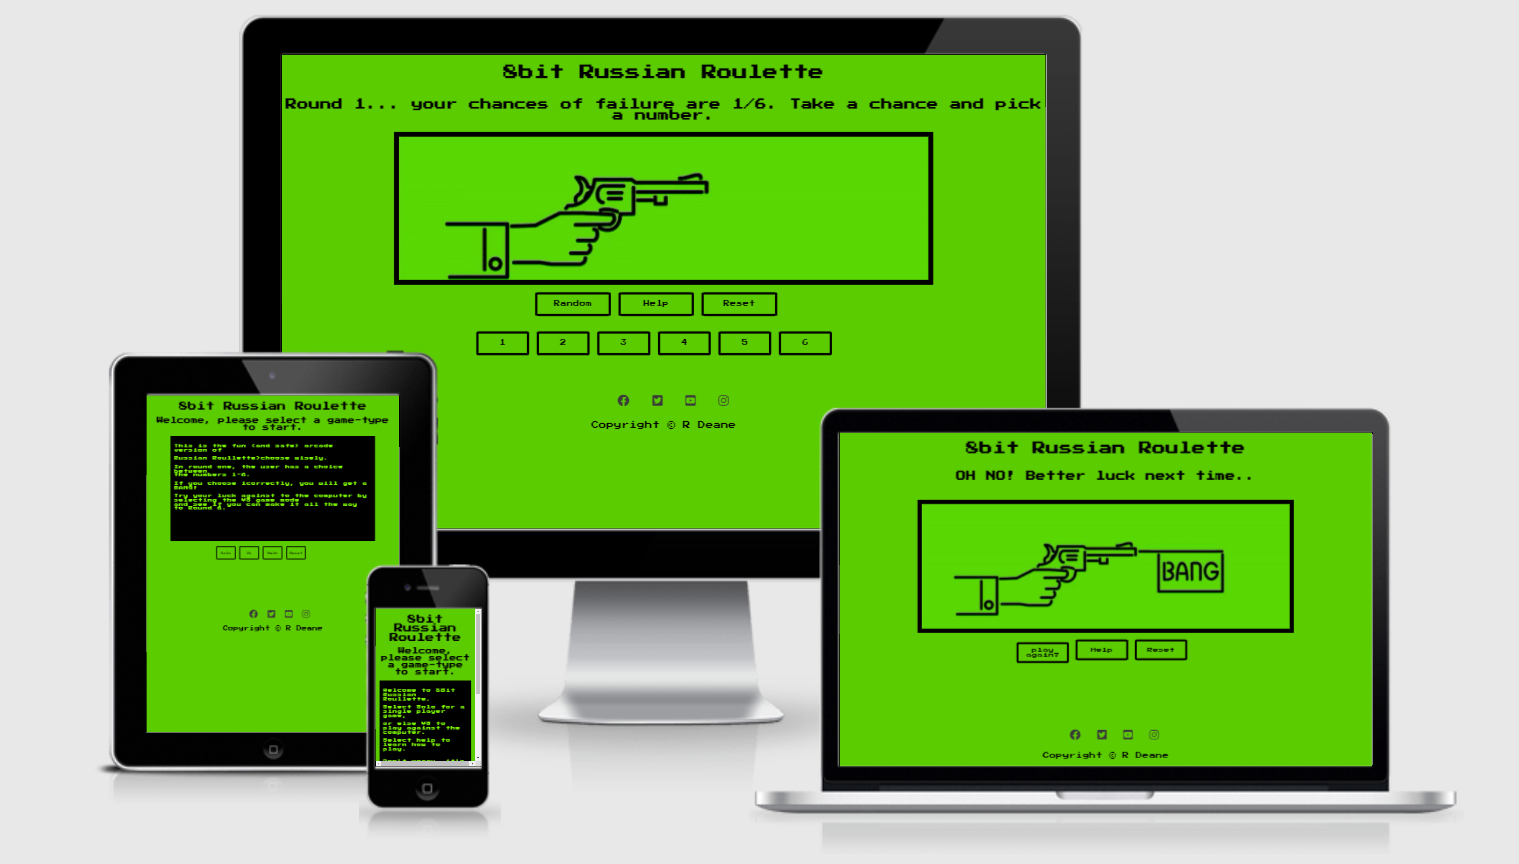 8bit Russian Roulette
Round 1... your chances of failure are 1/6. Take a chance and pick
a number.
Random
Help
Reset
1
2
3
4
5
6
Copyright © R Deane
8bit Russian Roulette
Welcome, please select a game-type
to start.
This is the fun (and safe) arcade
version of
Russian Roulette>choose wisely.
In round one, the user has a choice
between
the numbers 1-6.
If you choose icorrectly, you will get a
BANG!
Try your luck against to the computer by
selecting the VS game mode
and see if you can make it all the way
to Round 6.
Solo
VS
Help
Reset
Copyright © R Deane
8bit
Russian
Roulette
Welcome,
please select
a game-type
to start.
Welcome to 8Bit
Russian
Roullette.
Select Solo for a
single player
game,
or else VS to
play against the
computer.
Select help to
learn how to
play.
8bit Russian Roulette
OH NO! Better luck next time..
BANG
play
again?
Help
Reset
Copyright © R Deane